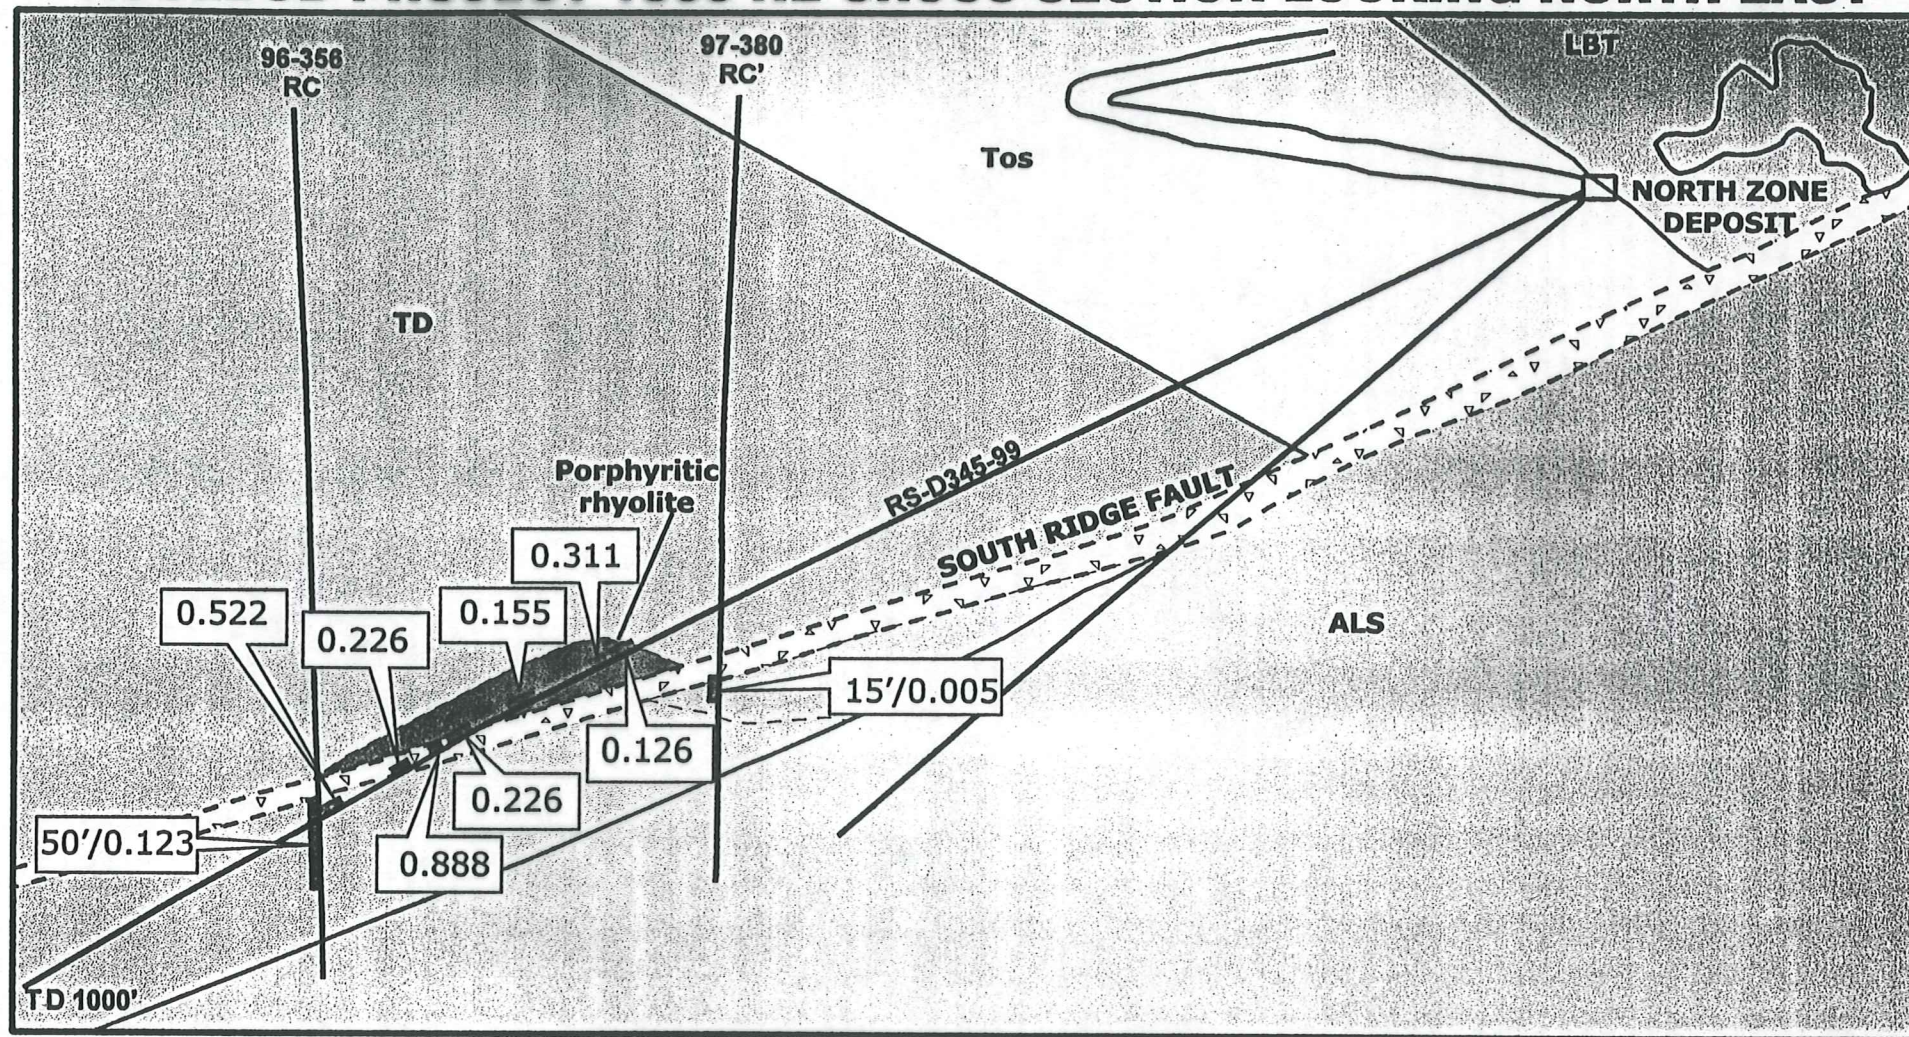 96-356
RC
97-380
RC'
LBT
Tos
NORTH ZONE
DEPOSIT
TD
Porphyritic
rhyolite
RS-D345-99
SOUTH RIDGE FAULT
0.311
0.522
0.155
0.226
ALS
15'/0.005
0.126
0.226
50'/0.123
0.888
TD 1000'